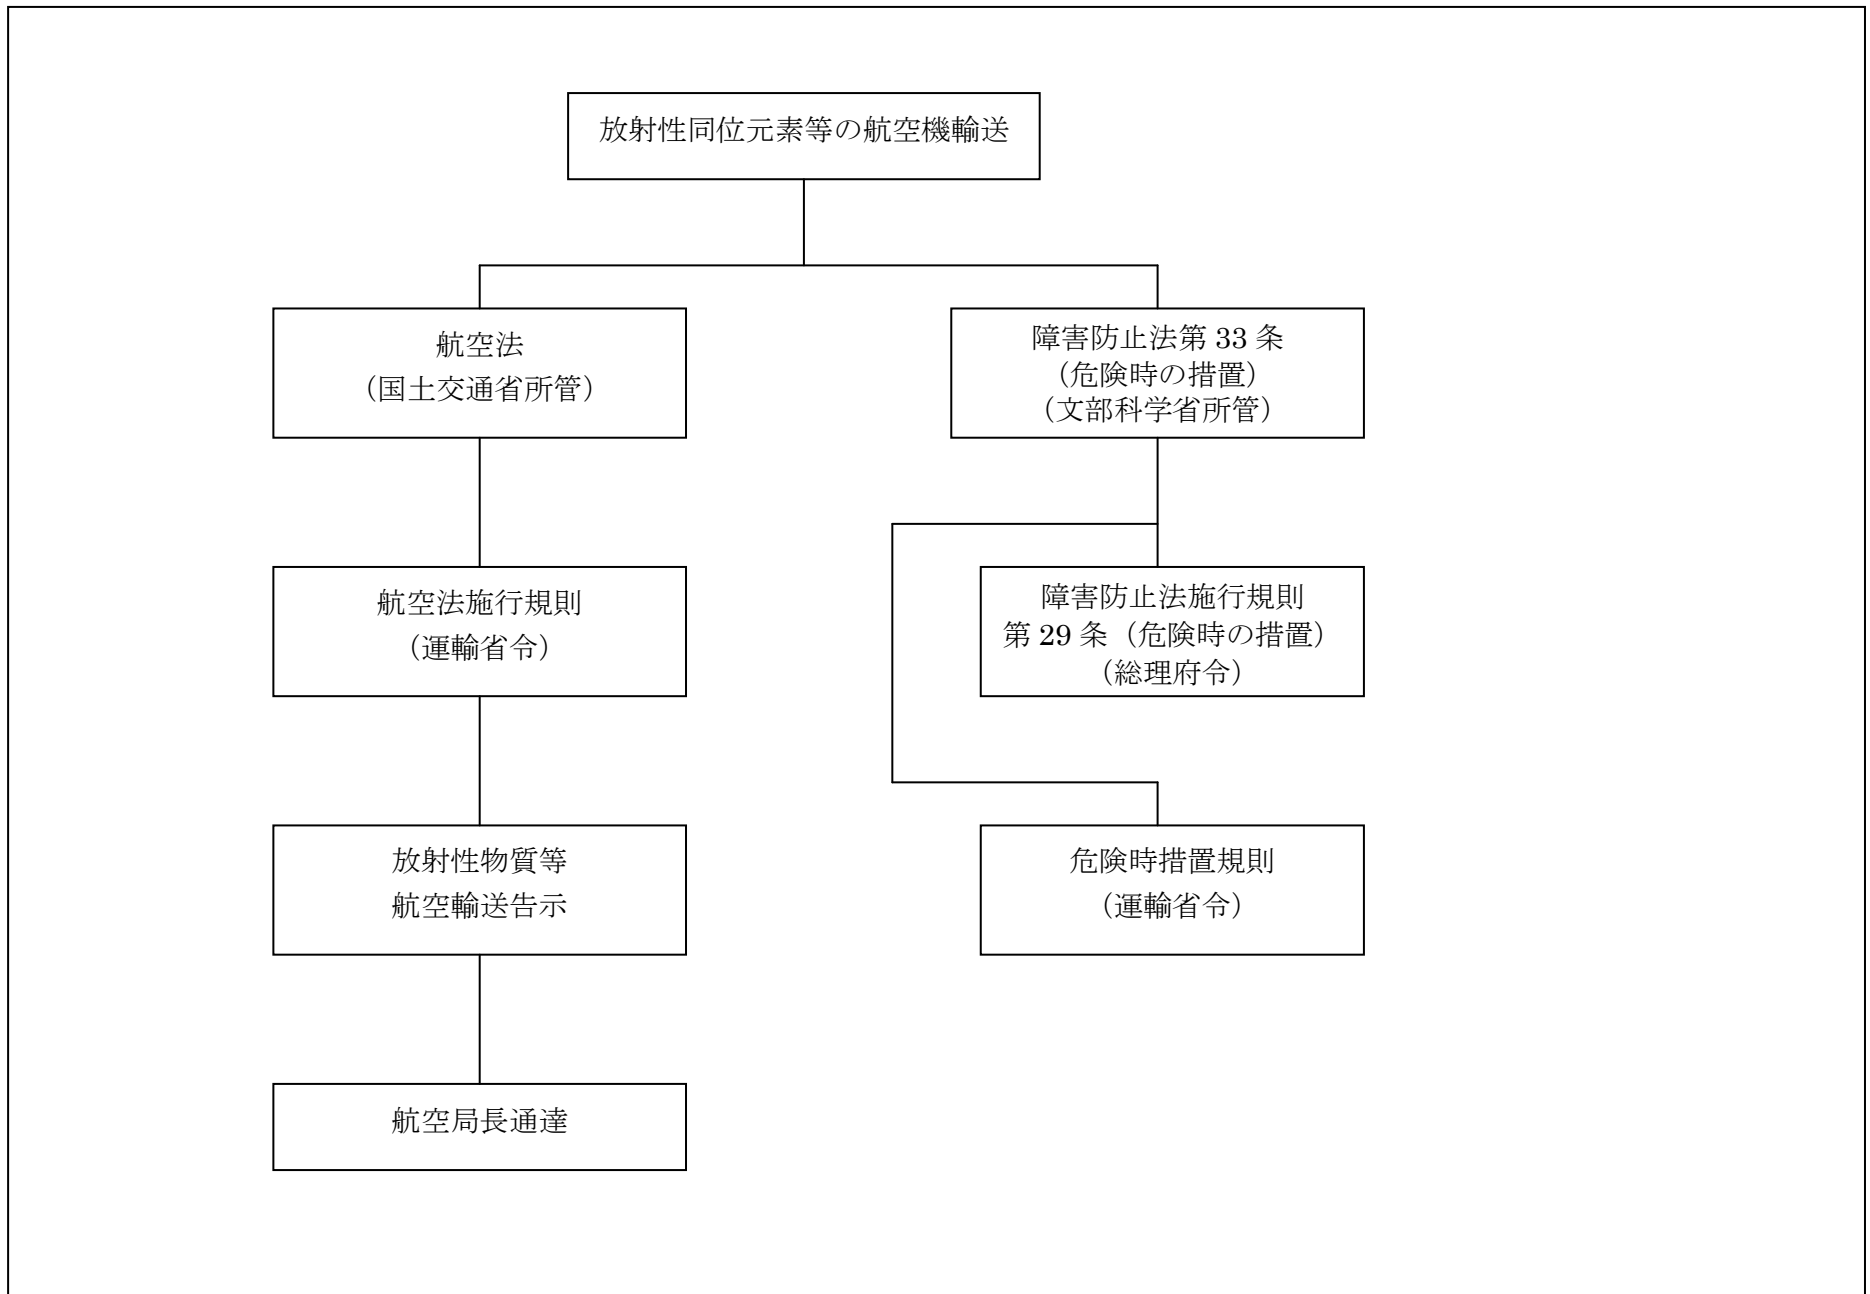 放射性同位元素等の航空機輸送
航空法
（国土交通省所管）
障害防止法第 33 条
（危険時の措置）
（文部科学省所管）
航空法施行規則
（運輸省令）
障害防止法施行規則
第 29 条（危険時の措置）
（総理府令）
放射性物質等
航空輸送告示
危険時措置規則
（運輸省令）
航空局長通達